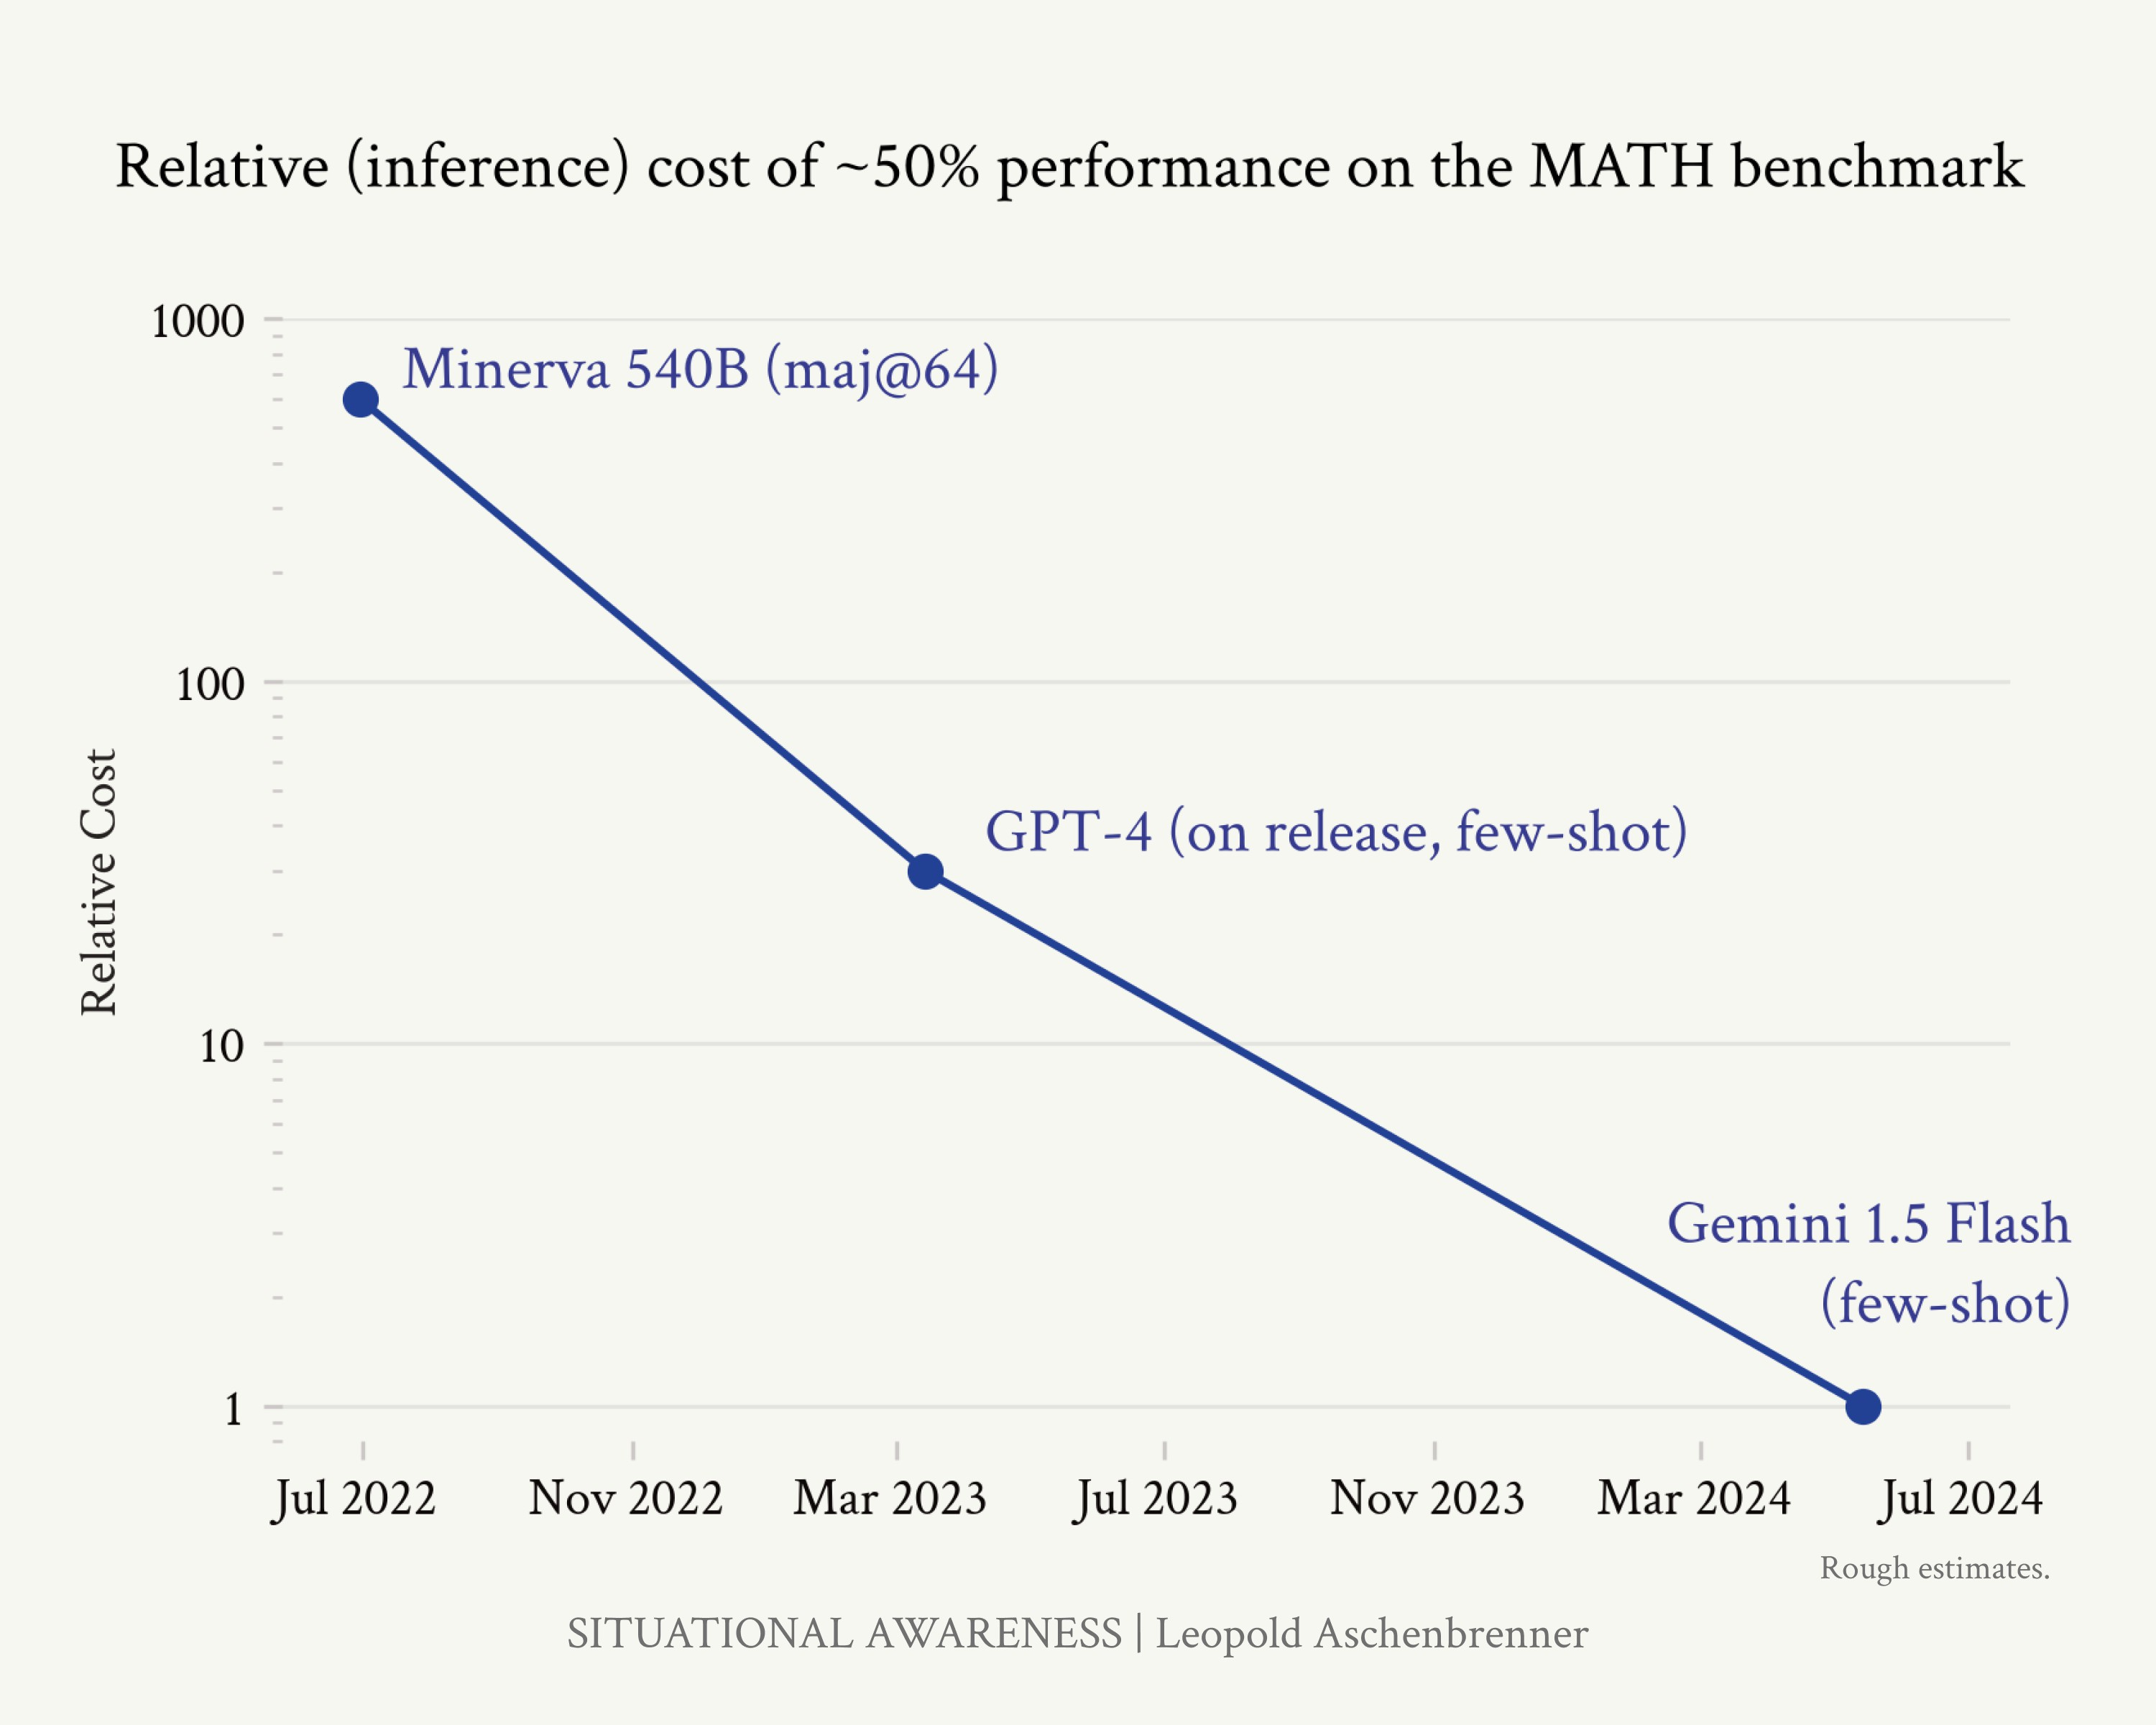 Relative (inference) cost of ~50% performance on the MATH benchmark
1000
Minerva 540B (maj@64)
100
GPT-4 (on release, few-shot)
Relative Cost
10
Gemini 1.5 Flash
(few-shot)
1
Jul 2022 Nov 2022 Mar 2023 Jul 2023 Nov 2023 Mar 2024 Jul 2024
Rough estimates.
SITUATIONAL AWARENESS | Leopold Aschenbrenner